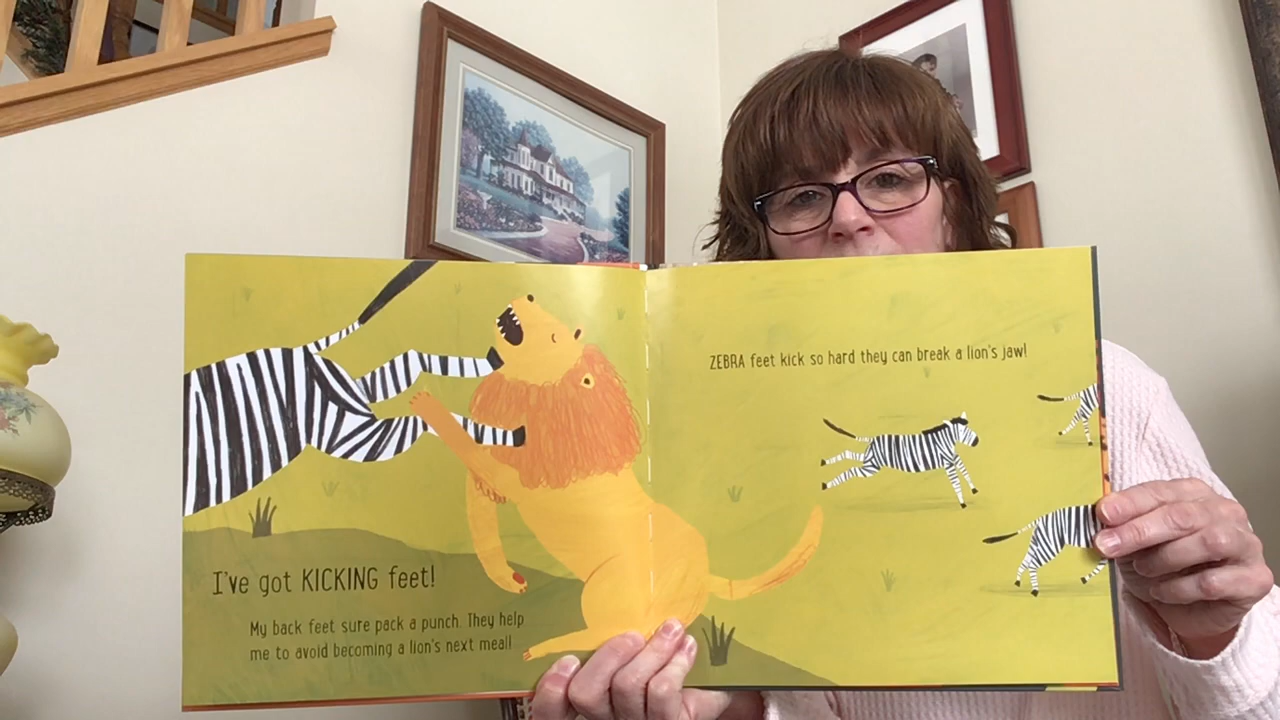 I've got KICKING feet!
My back feet sure pack a punch. They help
me to avoid becoming a lion's next meal!
ZEBRA feet kick so hard they can break a lion's jaw!